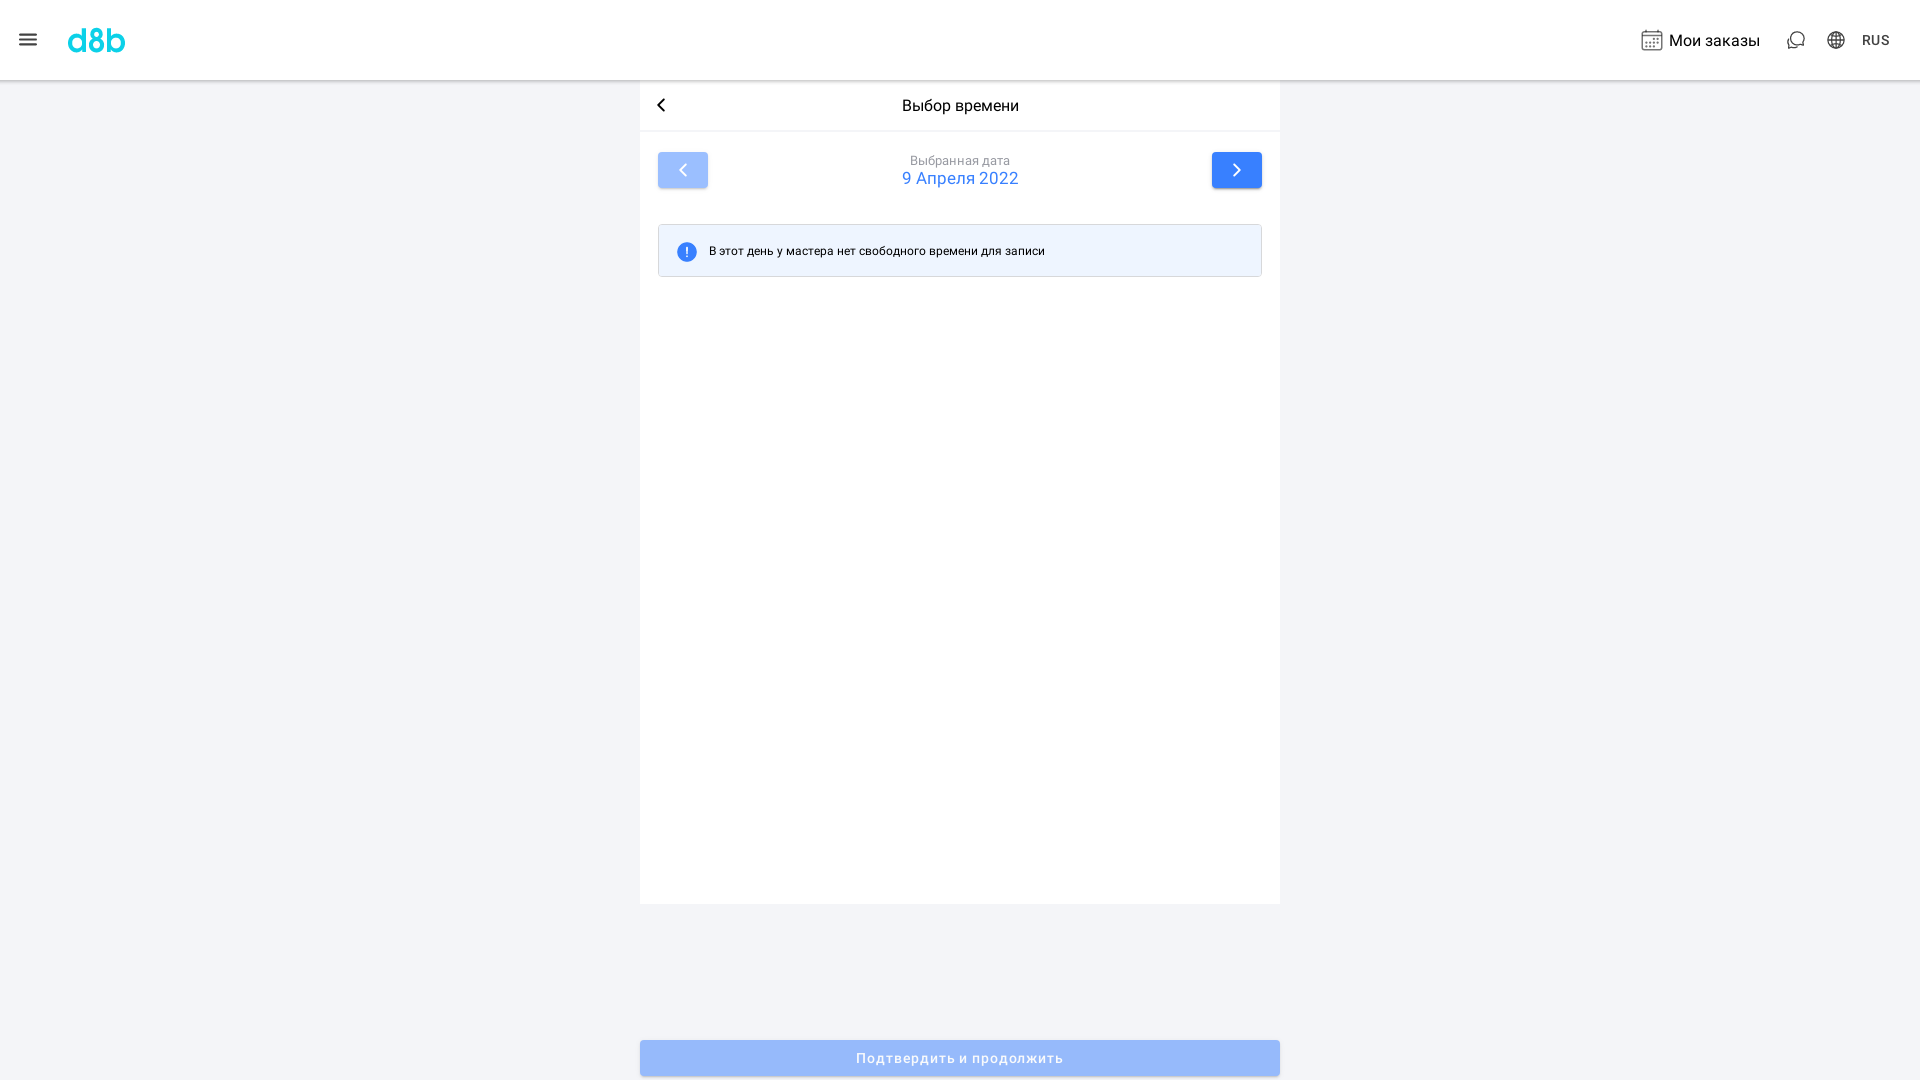 d8b
Мои заказы
RUS
Выбор времени
Выбранная дата
9 Апреля 2022
В этот день у мастера нет свободного времени для записи
Подтвердить и продолжить